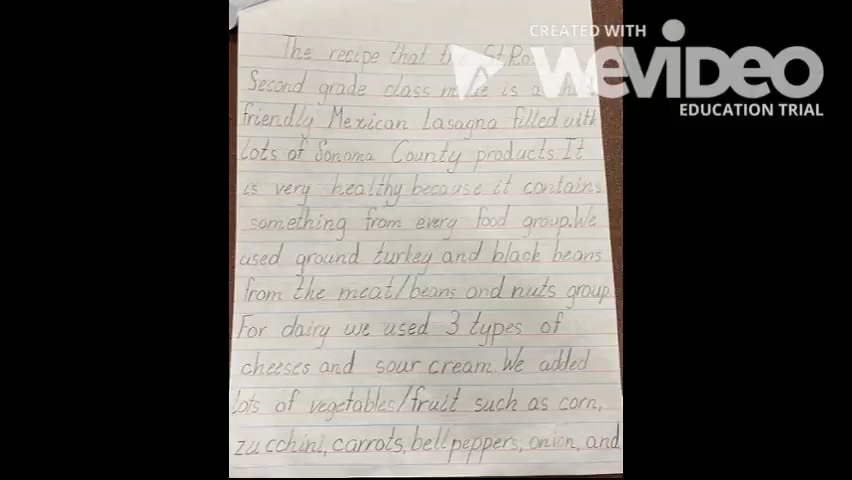 CREATED WITH
WEVIDEO
EDUCATION TRIAL
The recipe that the St Ro
Second grade class made is a
friendly Mexican Lasagna filled with
lots of Sonoma County products. It
is very healthy because it contains
something from every food group. We
used ground turkey and black beans
from the meat/beans and nuts group.
For dairy we used 3 types of
cheeses and sour cream. We added
lots of vegetables/fruit such as corn,
zucchini, carrots, bell peppers, onion, and